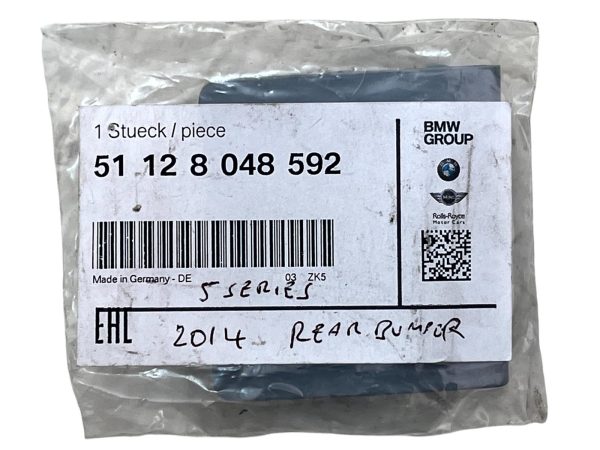 1 Stueck / piece
51 12 8 048 592
Made in Germany - DE 03 ZK5
5 SERIES
EAC
2014 REAR BUMPER
BMW
GROUP
MINI
Rolls-Royce
Motor Cars